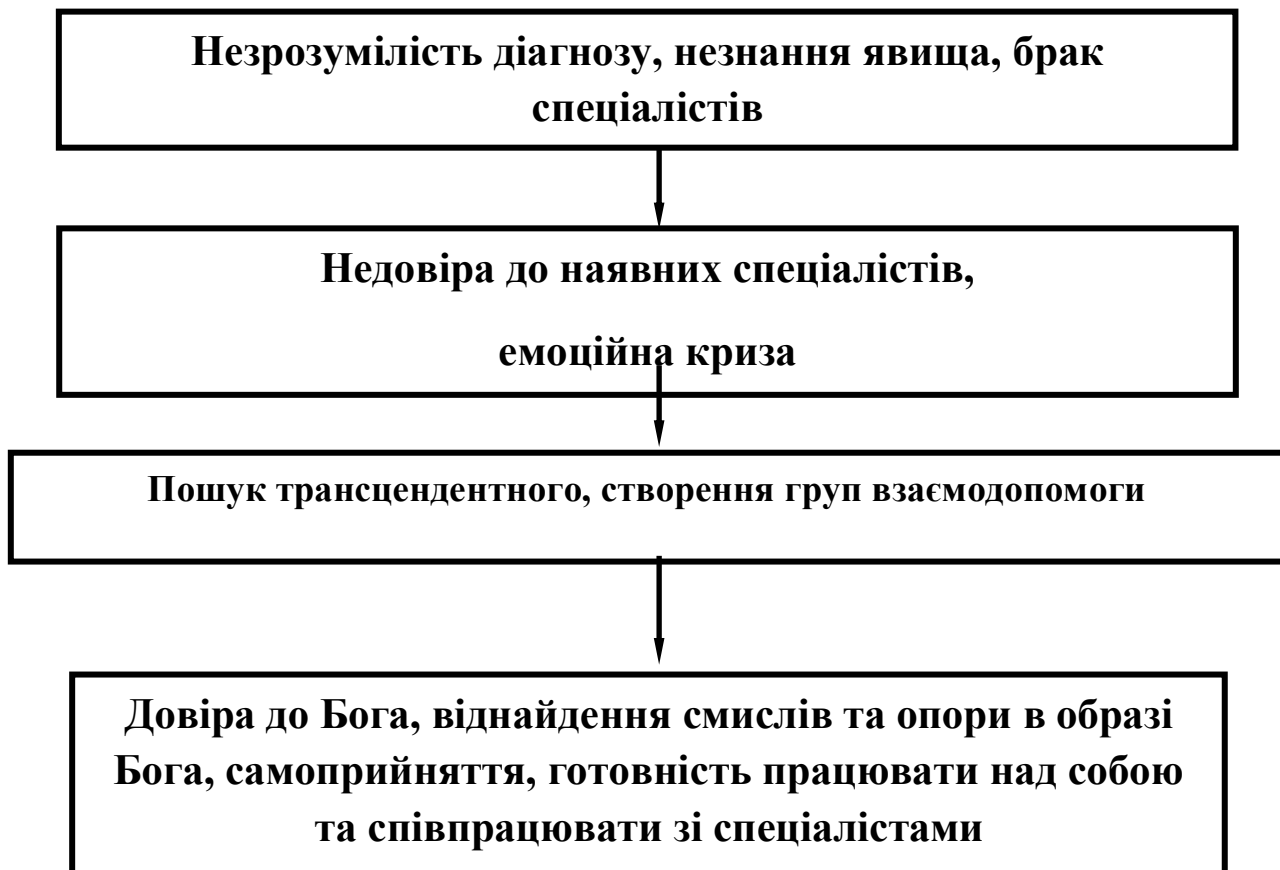 Незрозумілість діагнозу, незнання явища, брак
спеціалістів
Недовіра до наявних спеціалістів,
емоційна криза
Пошук трансцендентного, створення груп взаємодопомоги
Довіра до Бога, віднайдення смислів та опори в образі
Бога, самоприйняття, готовність працювати над собою
та співпрацювати зі спеціалістами